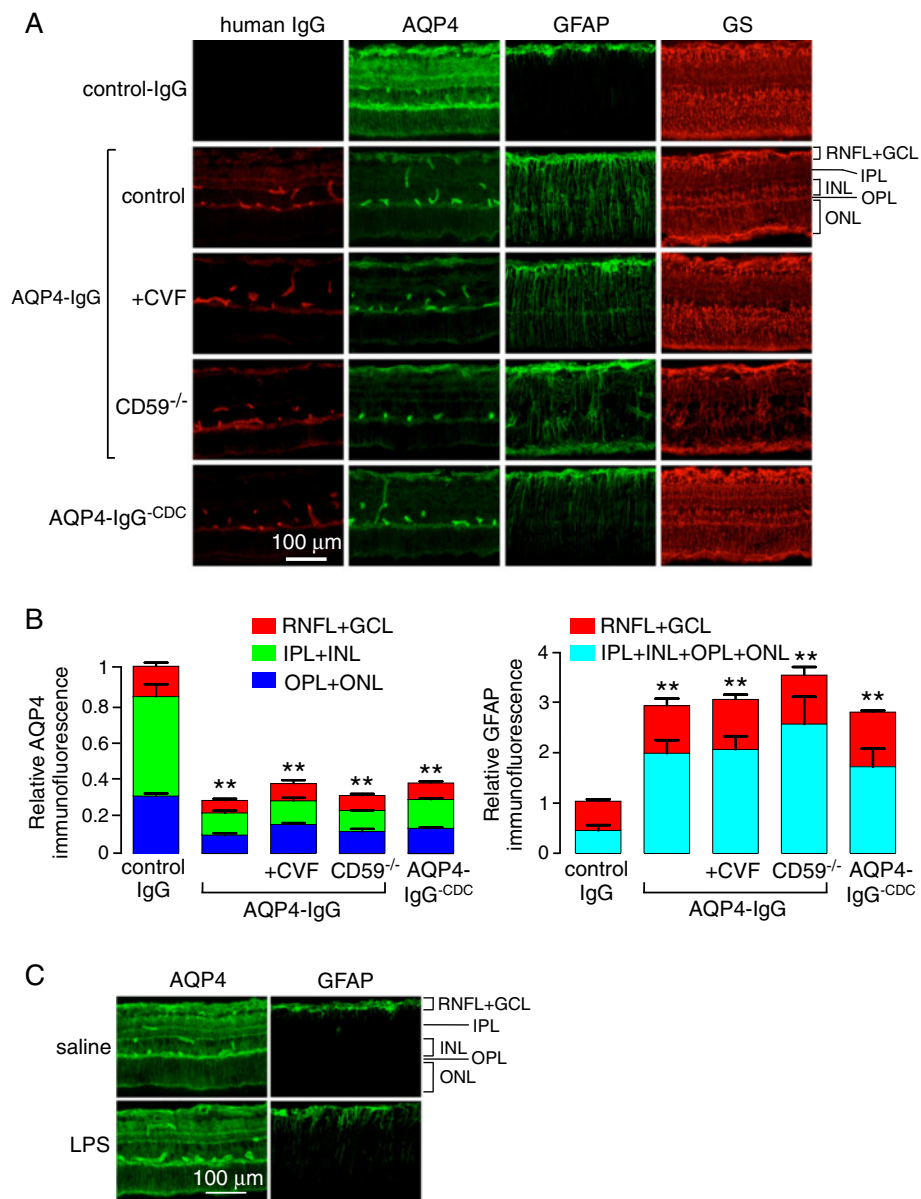 A
human IgG AQP4 GFAP GS
control-IgG
control
RNFL+GCL
IPL
INL
OPL
ONL
AQP4-IgG
+CVF
CD59-/-
AQP4-IgG-CDC
100 μm
B
RNFL+GCL
IPL+INL
OPL+ONL
Relative AQP4
immunofluorescence
1
0.8
0.6
0.4
0.2
0
** ** ** **
control
IgG
+CVF CD59-/-
AQP4-IgG
AQP4-
IgG-CDC
RNFL+GCL
IPL+INL+OPL+ONL
Relative GFAP
immunofluorescence
4
3
2
1
0
** ** ** **
control
IgG
+CVF CD59-/-
AQP4-IgG
AQP4-
IgG-CDC
C
AQP4 GFAP
saline
RNFL+GCL
IPL
INL
OPL
ONL
LPS
100 μm